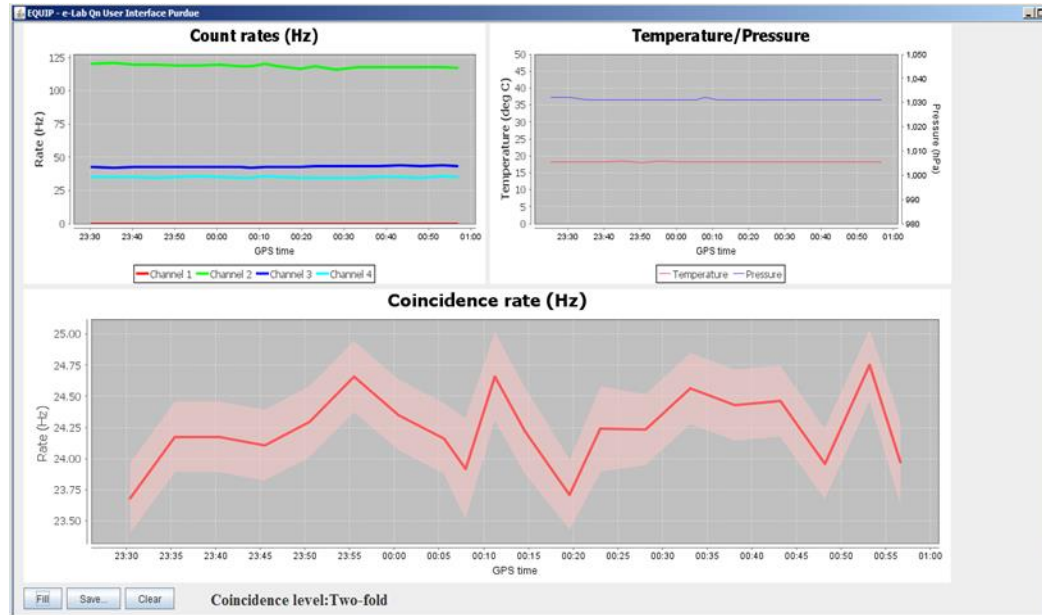 EQUIP - e-Lab Qn User Interface Purdue
Count rates (Hz)
125
100
75
50
25
0
Rate (Hz)
23:30 23:40 23:50 00:00 00:10 00:20 00:30 00:40 00:50 01:00
GPS time
Channel 1 Channel 2 Channel 3 Channel 4
Temperature/Pressure
50
45
40
35
30
25
20
15
10
5
0
Temperature (deg C)
1,050
1,040
1,030
1,020
1,010
1,000
990
980
Pressure (hPa)
23:30 23:40 23:50 00:00 00:10 00:20 00:30 00:40 00:50 01:00
GPS time
Temperature Pressure
Coincidence rate (Hz)
25.00
24.75
24.50
24.25
24.00
23.75
23.50
Rate (Hz)
23:30 23:35 23:40 23:45 23:50 23:55 00:00 00:05 00:10 00:15 00:20 00:25 00:30 00:35 00:40 00:45 00:50 00:55 01:00
GPS time
Fill Save... Clear Coincidence level:Two-fold